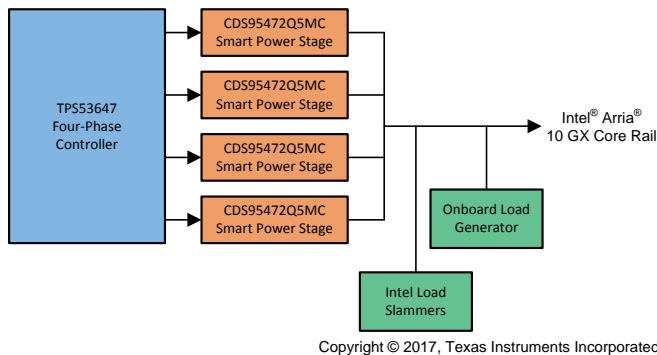 TPS53647
Four-Phase
Controller
CDS95472Q5MC
Smart Power Stage
CDS95472Q5MC
Smart Power Stage
CDS95472Q5MC
Smart Power Stage
CDS95472Q5MC
Smart Power Stage
Intel® Arria®
10 GX Core Rail
Onboard Load
Generator
Intel Load
Slammers
Copyright © 2017, Texas Instruments Incorporated